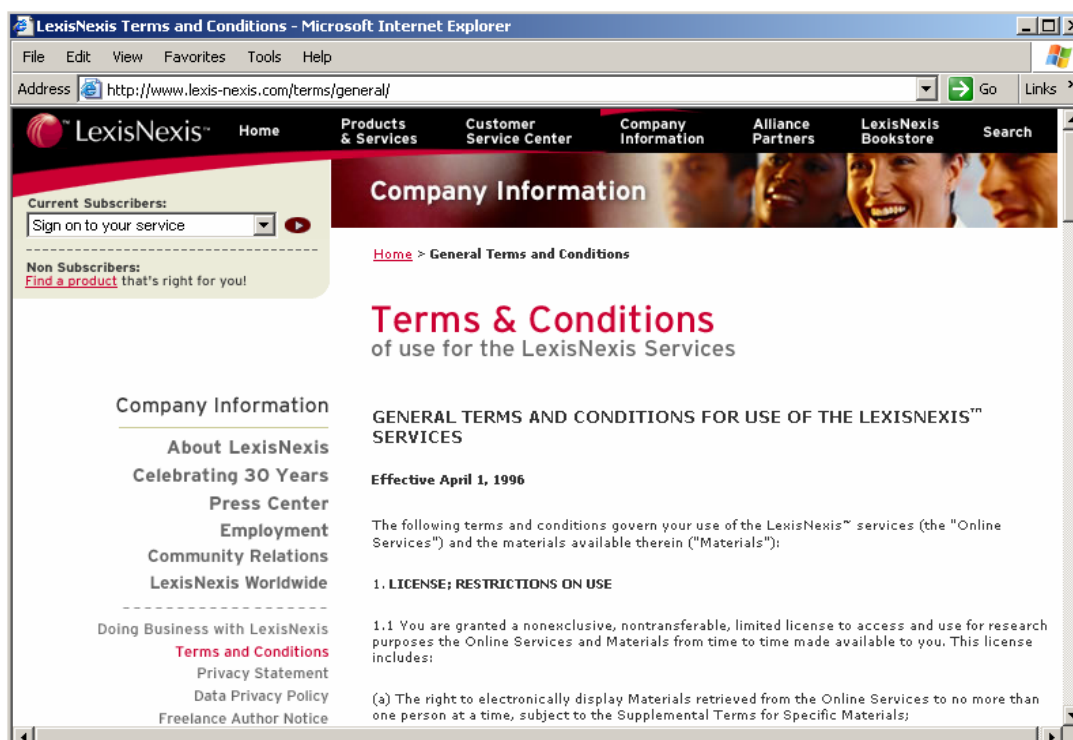 LexisNexis Terms and Conditions - Microsoft Internet Explorer
File Edit View Favorites Tools Help
Address http://www.lexis-nexis.com/terms/general/ Go Links »
LexisNexis™ Home Products & Services Customer Service Center Company Information Alliance Partners LexisNexis Bookstore Search
Company Information
Current Subscribers:
Sign on to your service
Non Subscribers:
Find a product that's right for you!
Home > General Terms and Conditions
Terms & Conditions
of use for the LexisNexis Services
Company Information
About LexisNexis
Celebrating 30 Years
Press Center
Employment
Community Relations
LexisNexis Worldwide
Doing Business with LexisNexis
Terms and Conditions
Privacy Statement
Data Privacy Policy
Freelance Author Notice
GENERAL TERMS AND CONDITIONS FOR USE OF THE LEXISNEXIS™
SERVICES
Effective April 1, 1996
The following terms and conditions govern your use of the LexisNexis™ services (the "Online
Services") and the materials available therein ("Materials"):
1. LICENSE; RESTRICTIONS ON USE
1.1 You are granted a nonexclusive, nontransferable, limited license to access and use for research
purposes the Online Services and Materials from time to time made available to you. This license
includes:
(a) The right to electronically display Materials retrieved from the Online Services to no more than
one person at a time, subject to the Supplemental Terms for Specific Materials;